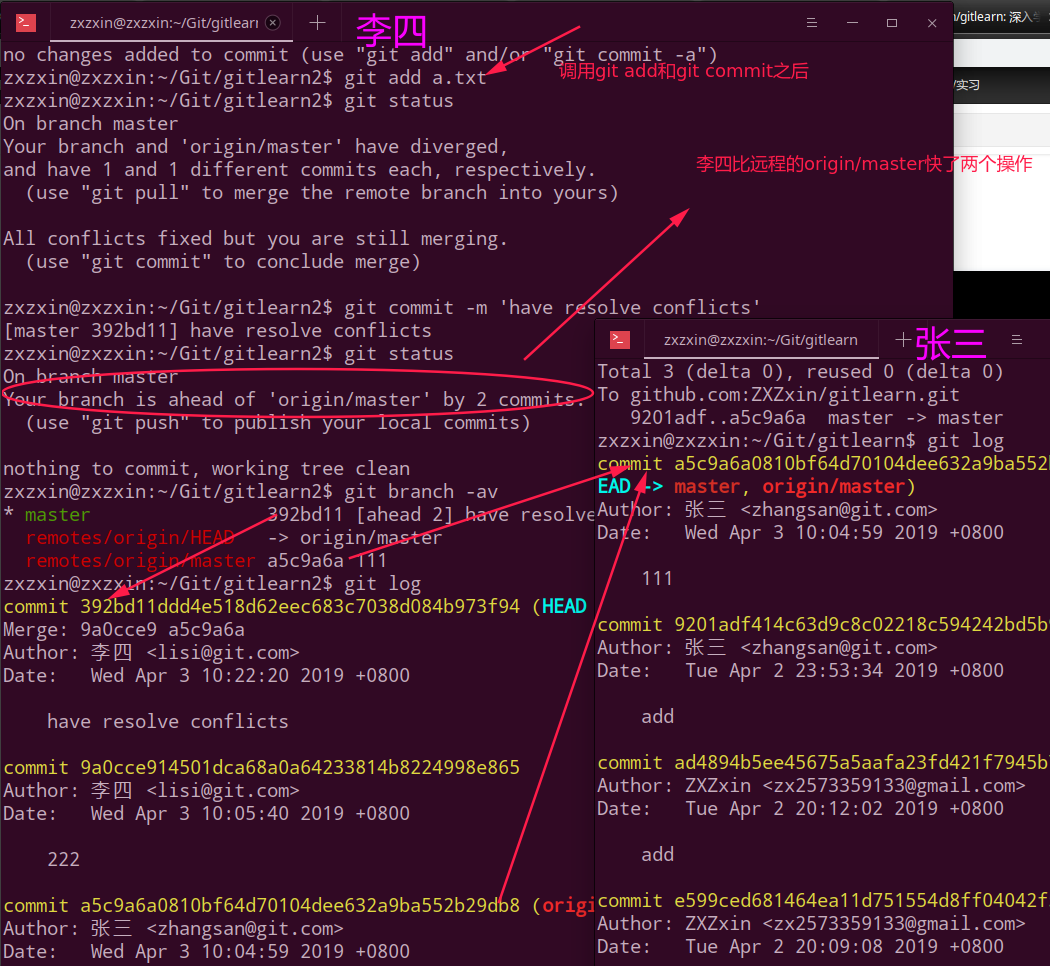 zxzxin@zxzxin:~/Git/gitlearn
李四
/gitlearn: 深入
no changes added to commit (use "git add" and/or "git commit -a")
zxzxin@zxzxin:~/Git/gitlearn2$ git add a.txt
调用git add和git commit之后
/实习
zxzxin@zxzxin:~/Git/gitlearn2$ git status
On branch master
Your branch and 'origin/master' have diverged,
and have 1 and 1 different commits each, respectively.
李四比远程的origin/master快了两个操作
(use "git pull" to merge the remote branch into yours)
All conflicts fixed but you are still merging.
(use "git commit" to conclude merge)
zxzxin@zxzxin:~/Git/gitlearn2$ git commit -m 'have resolve conflicts'
[master 392bd11] have resolve conflicts
zxzxin@zxzxin:~/Git/gitlearn2$ git status
On branch master
Your branch is ahead of 'origin/master' by 2 commits.
(use "git push" to publish your local commits)
nothing to commit, working tree clean
zxzxin@zxzxin:~/Git/gitlearn2$ git branch -av
* master 392bd11 [ahead 2] have resolve
remotes/origin/HEAD -> origin/master
remotes/origin/master a5c9a6a 111
zxzxin@zxzxin:~/Git/gitlearn2$ git log
commit 392bd11ddd4e518d62eec683c7038d084b973f94 (HEAD
Merge: 9a0cce9 a5c9a6a
Author: 李四 <lisi@git.com>
Date: Wed Apr 3 10:22:20 2019 +0800
have resolve conflicts
commit 9a0cce914501dca68a0a64233814b8224998e865
Author: 李四 <lisi@git.com>
Date: Wed Apr 3 10:05:40 2019 +0800
222
commit a5c9a6a0810bf64d70104dee632a9ba552b29db8 (origi
Author: 张三 <zhangsan@git.com>
Date: Wed Apr 3 10:04:59 2019 +0800
zxzxin@zxzxin:~/Git/gitlearn
张三
Total 3 (delta 0), reused 0 (delta 0)
To github.com:ZXZxin/gitlearn.git
9201adf..a5c9a6a master -> master
zxzxin@zxzxin:~/Git/gitlearn$ git log
commit a5c9a6a0810bf64d70104dee632a9ba552
EAD -> master, origin/master)
Author: 张三 <zhangsan@git.com>
Date: Wed Apr 3 10:04:59 2019 +0800
111
commit 9201adf414c63d9c8c02218c594242bd5b
Author: 张三 <zhangsan@git.com>
Date: Tue Apr 2 23:53:34 2019 +0800
add
commit ad4894b5ee45675a5aafa23fd421f7945b
Author: ZXZxin <zx2573359133@gmail.com>
Date: Tue Apr 2 20:12:02 2019 +0800
add
commit e599ced681464ea11d751554d8ff04042f
Author: ZXZxin <zx2573359133@gmail.com>
Date: Tue Apr 2 20:09:08 2019 +0800